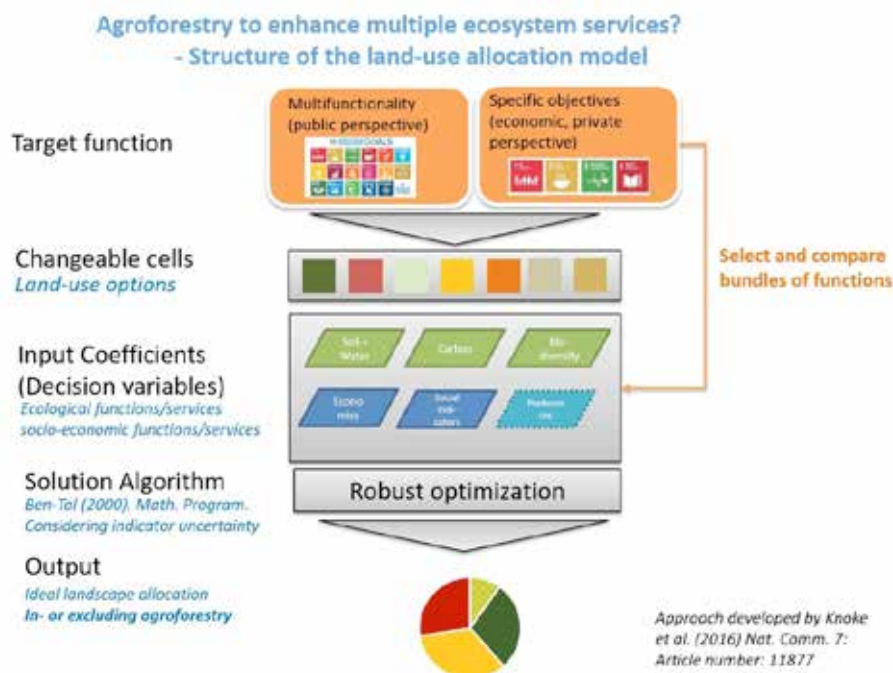 Agroforestry to enhance multiple ecosystem services?
- Structure of the land-use allocation model
Target function
Multifunctionality
(public perspective)
Specific objectives
(economic, private
perspective)
Changeable cells
Land-use options
Select and compare
bundles of functions
Input Coefficients
(Decision variables)
Ecological functions/services
socio-economic functions/services
Water
Carbon
Bio-
diversity
Econo-
mics
Solution Algorithm
Ben-Tal (2000). Math. Program.
Considering indicator uncertainty
Robust optimization
Output
Ideal landscape allocation
In- or excluding agroforestry
Approach developed by Knoke
et al. (2016) Nat. Comm. 7:
Article number: 11877